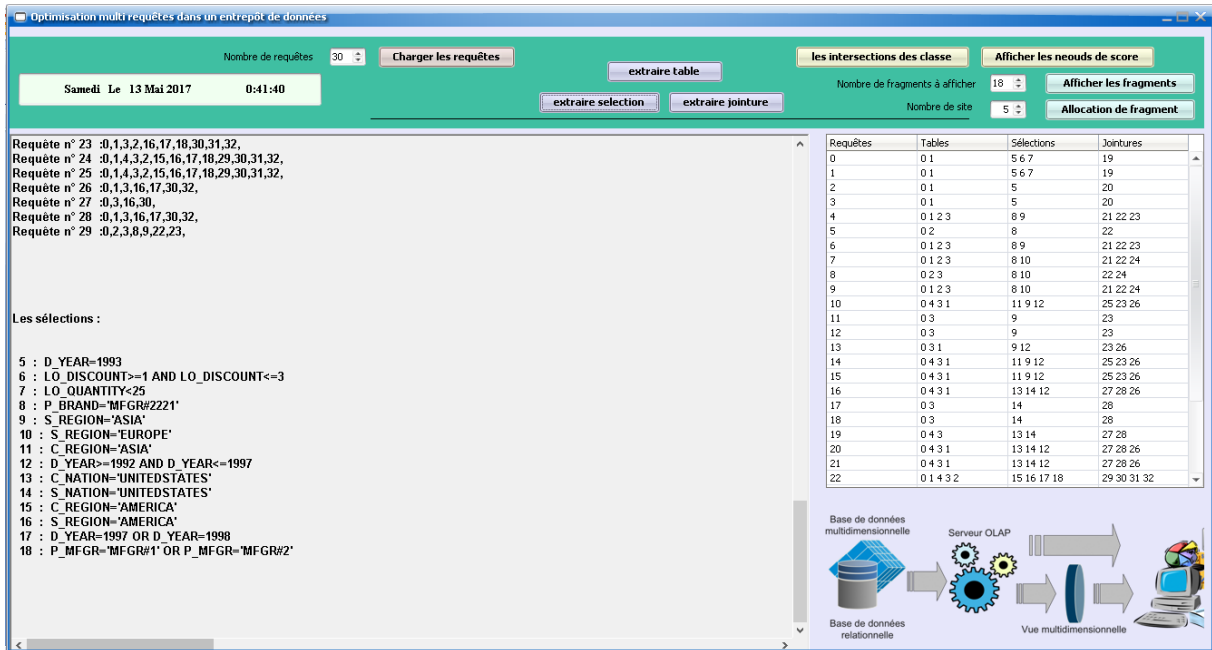 Optimisation multi requêtes dans un entrepôt de données
Nombre de requêtes 30 Charger les requêtes
Samedi Le 13 Mai 2017 0:41:40
extraire table
extraire selection extraire jointure
les intersections des classe Afficher les neouds de score
Nombre de fragments à afficher 18 Afficher les fragments
Nombre de site 5 Allocation de fragment
Requête n° 23 :0,1,3,2,16,17,18,30,31,32,
Requête n° 24 :0,1,4,3,2,15,16,17,18,29,30,31,32,
Requête n° 25 :0,1,4,3,2,15,16,17,18,29,30,31,32,
Requête n° 26 :0,1,3,16,17,30,32,
Requête n° 27 :0,3,16,30,
Requête n° 28 :0,1,3,16,17,30,32,
Requête n° 29 :0,2,3,8,9,22,23,
Les sélections :
5 : D_YEAR=1993
6 : LO_DISCOUNT>=1 AND LO_DISCOUNT<=3
7 : LO_QUANTITY<25
8 : P_BRAND='MFGR#2221'
9 : S_REGION='ASIA'
10 : S_REGION='EUROPE'
11 : C_REGION='ASIA'
12 : D_YEAR>=1992 AND D_YEAR<=1997
13 : C_NATION='UNITEDSTATES'
14 : S_NATION='UNITEDSTATES'
15 : C_REGION='AMERICA'
16 : S_REGION='AMERICA'
17 : D_YEAR=1997 OR D_YEAR=1998
18 : P_MFGR='MFGR#1' OR P_MFGR='MFGR#2'
Requêtes Tables Sélections Jointures
0 0 1 5 6 7 19
1 0 1 5 6 7 19
2 0 1 5 20
3 0 1 5 20
4 0 1 2 3 8 9 21 22 23
5 0 2 8 22
6 0 1 2 3 8 9 21 22 23
7 0 1 2 3 8 10 21 22 24
8 0 2 3 8 10 22 24
9 0 1 2 3 8 10 21 22 24
10 0 4 3 1 11 9 12 25 23 26
11 0 3 9 23
12 0 3 9 23
13 0 3 1 9 12 23 26
14 0 4 3 1 11 9 12 25 23 26
15 0 4 3 1 11 9 12 25 23 26
16 0 4 3 1 13 14 12 27 28 26
17 0 3 14 28
18 0 3 14 28
19 0 4 3 13 14 27 28
20 0 4 3 1 13 14 12 27 28 26
21 0 4 3 1 13 14 12 27 28 26
22 0 1 4 3 2 15 16 17 18 29 30 31 32
Base de données
multidimensionnelle
Serveur OLAP
Base de données
relationnelle
Vue multidimensionnelle